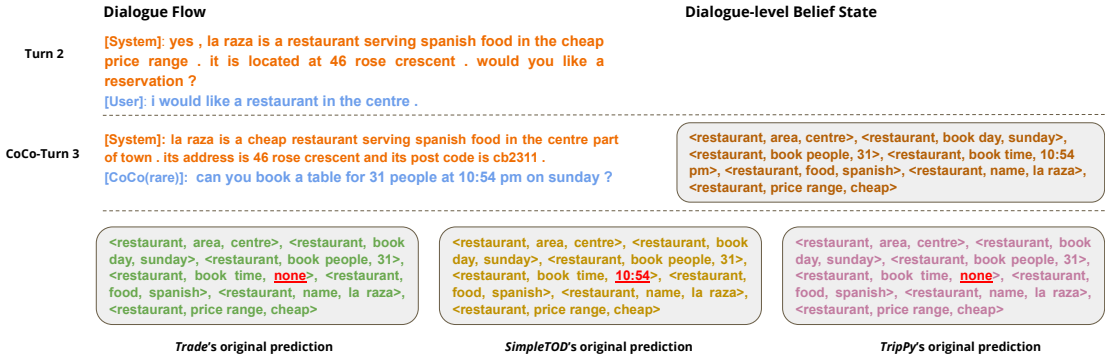 Dialogue Flow
Dialogue-level Belief State
Turn 2
[System]: yes , la raza is a restaurant serving spanish food in the cheap
price range . it is located at 46 rose crescent . would you like a
reservation ?
[User]: i would like a restaurant in the centre .
CoCo-Turn 3
[System]: la raza is a cheap restaurant serving spanish food in the centre part
of town . its address is 46 rose crescent and its post code is cb2311 .
[CoCo(rare)]: can you book a table for 31 people at 10:54 pm on sunday ?
<restaurant, area, centre>, <restaurant, book day, sunday>,
<restaurant, book people, 31>, <restaurant, book time, 10:54
pm>, <restaurant, food, spanish>, <restaurant, name, la raza>,
<restaurant, price range, cheap>
<restaurant, area, centre>, <restaurant, book
day, sunday>, <restaurant, book people, 31>,
<restaurant, book time, none>, <restaurant,
food, spanish>, <restaurant, name, la raza>,
<restaurant, price range, cheap>
Trade's original prediction
<restaurant, area, centre>, <restaurant, book
day, sunday>, <restaurant, book people, 31>,
<restaurant, book time, 10:54>, <restaurant,
food, spanish>, <restaurant, name, la raza>,
<restaurant, price range, cheap>
SimpleTOD's original prediction
<restaurant, area, centre>, <restaurant, book
day, sunday>, <restaurant, book people, 31>,
<restaurant, book time, none>, <restaurant,
food, spanish>, <restaurant, name, la raza>,
<restaurant, price range, cheap>
TripPy's original prediction